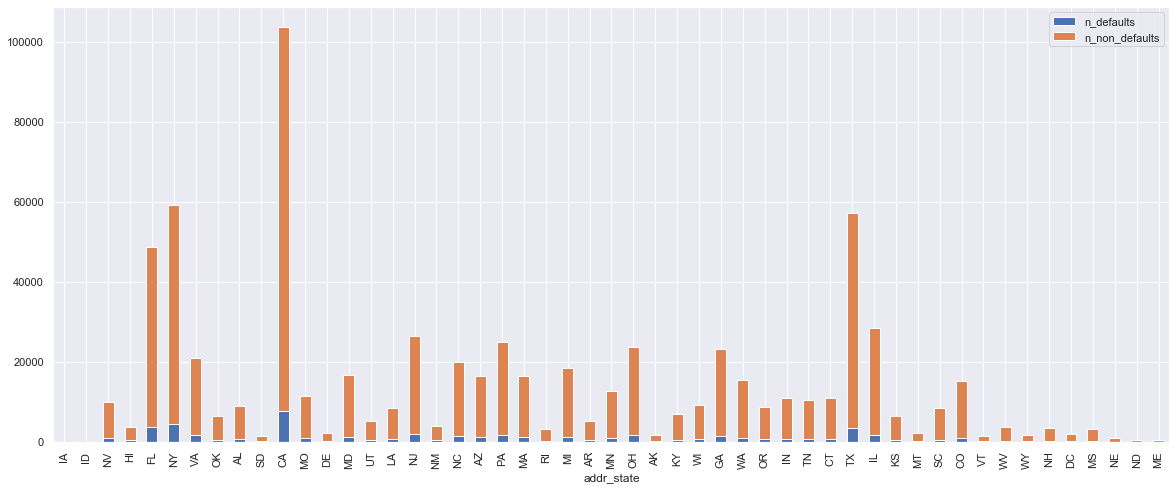 n_defaults
n_non_defaults
100000
80000
60000
40000
20000
0
IA ID NV HI FL NY VA OK AL SD CA MO DE MD UT LA NJ NM NC AZ PA MA RI MI AR MN OH AK KY WI GA WA OR IN TN CT TX IL KS MT SC CO VT WV WY NH DC MS NE ND ME
addr_state